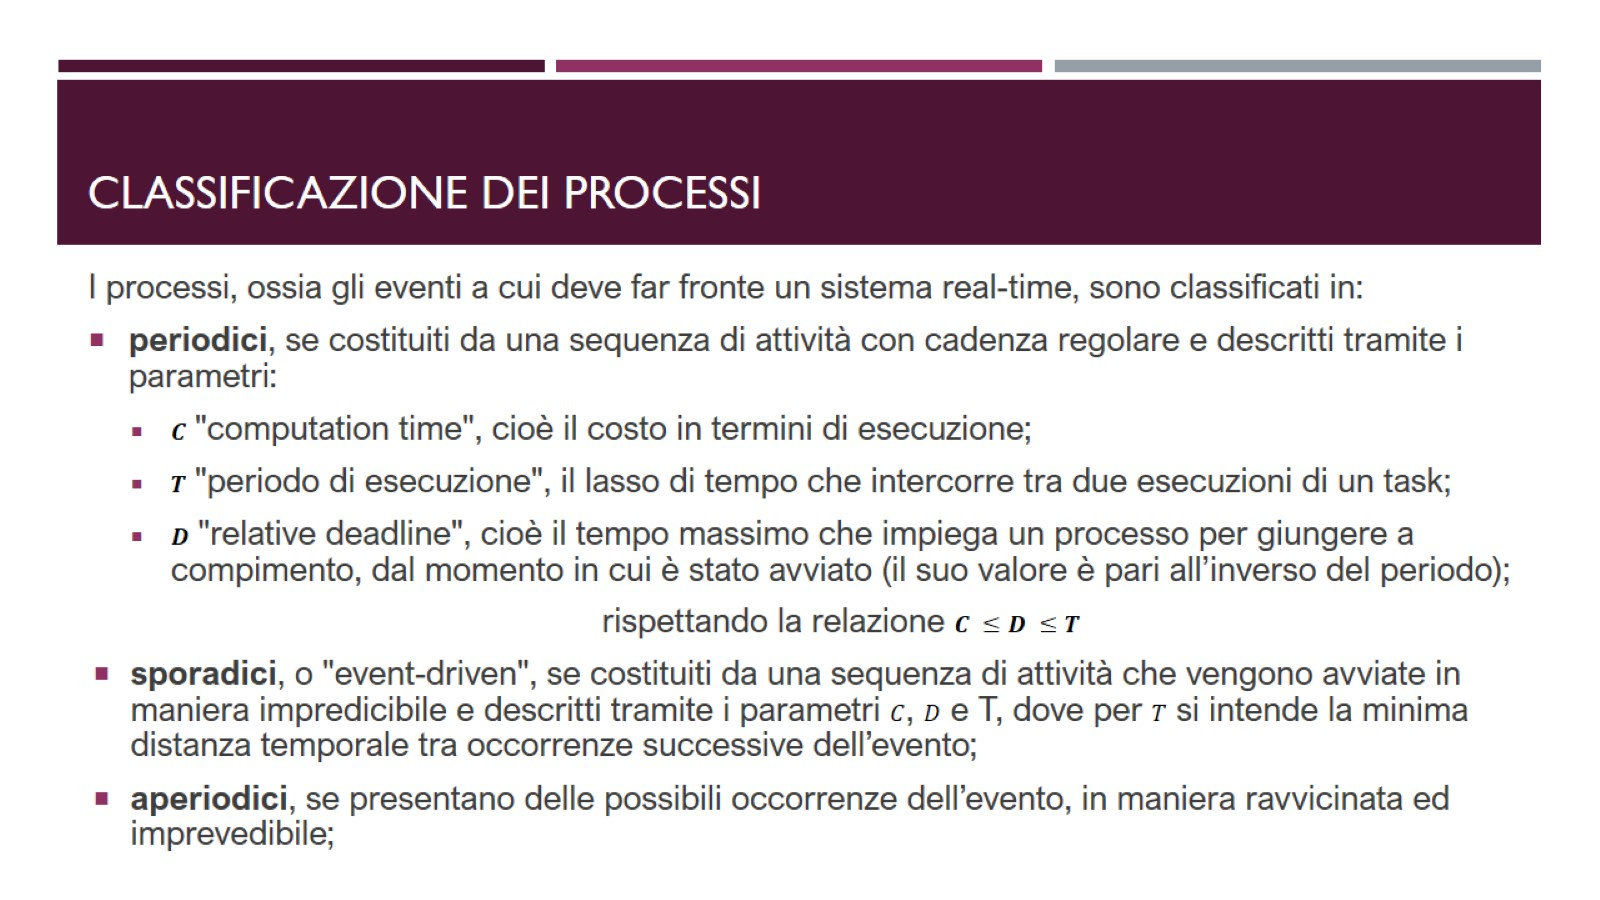 CLASSIFICAZIONE DEI PROCESSI
I processi, ossia gli eventi a cui deve far fronte un sistema real-time, sono classificati in:
periodici, se costituiti da una sequenza di attività con cadenza regolare e descritti tramite i
parametri:
C "computation time", cioè il costo in termini di esecuzione;
T "periodo di esecuzione", il lasso di tempo che intercorre tra due esecuzioni di un task;
D "relative deadline", cioè il tempo massimo che impiega un processo per giungere a
compimento, dal momento in cui è stato avviato (il suo valore è pari all’inverso del periodo);
rispettando la relazione C ≤ D ≤ T
sporadici, o "event-driven", se costituiti da una sequenza di attività che vengono avviate in
maniera impredicibile e descritti tramite i parametri C, D e T, dove per T si intende la minima
distanza temporale tra occorrenze successive dell’evento;
aperiodici, se presentano delle possibili occorrenze dell’evento, in maniera ravvicinata ed
imprevedibile;